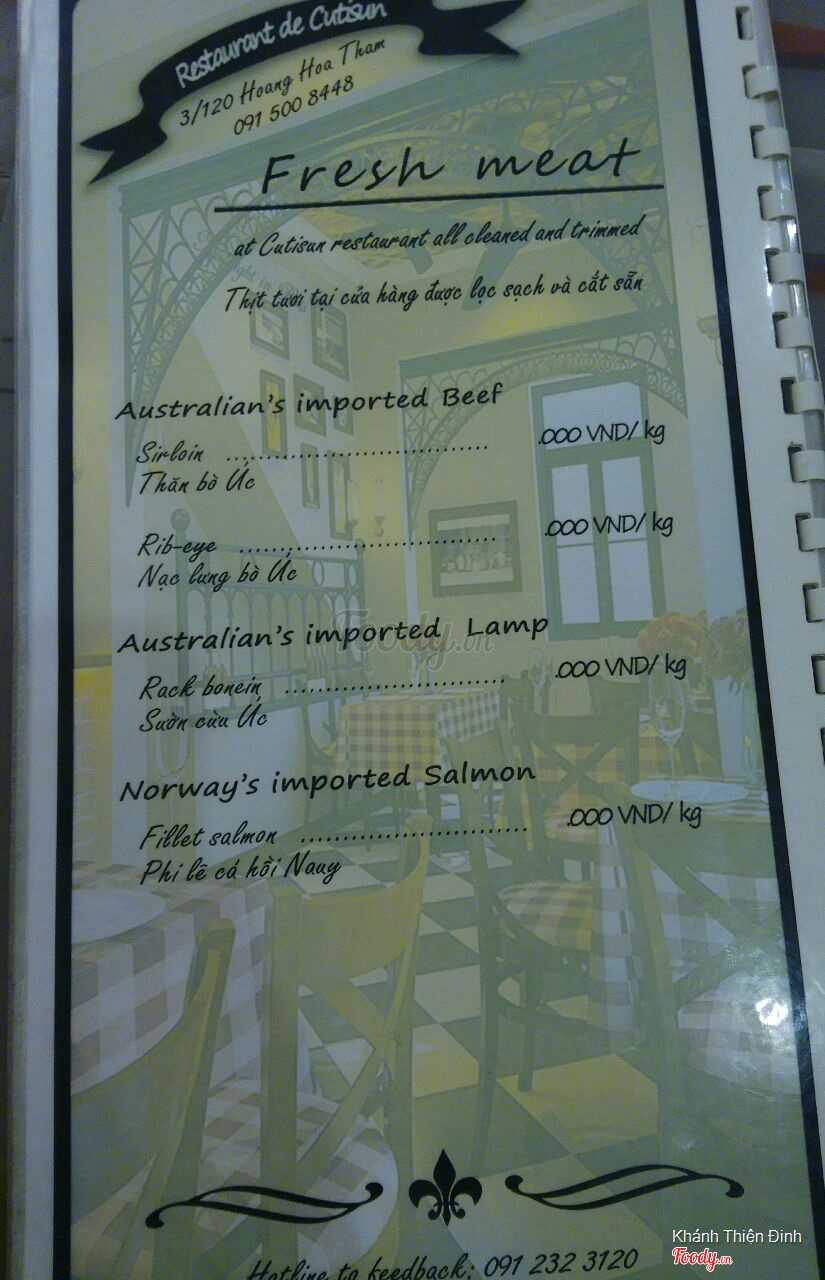 Restaurant de Cutisun
3/120 Hoang Hoa Tham
091 500 8448
Fresh meat
at Cutisun restaurant all cleaned and trimmed
Thịt tươi tại cửa hàng được lọc sạch và cắt sẵn
Australian's imported Beef
Sirloin .................................. .000 VND/ kg
Thăn bò Úc
Rib-eye .................................. .000 VND/ kg
Nạc lưng bò Úc
Australian's imported Lamp
Rack bonein ............................ .000 VND/ kg
Sườn cừu Úc
Norway's imported Salmon
Fillet salmon ............................ .000 VND/ kg
Phi lê cá hồi Nauy
Foody.vn
Hotline to feedback: 091 232 3120
Khánh Thiện Đinh
Foody.vn